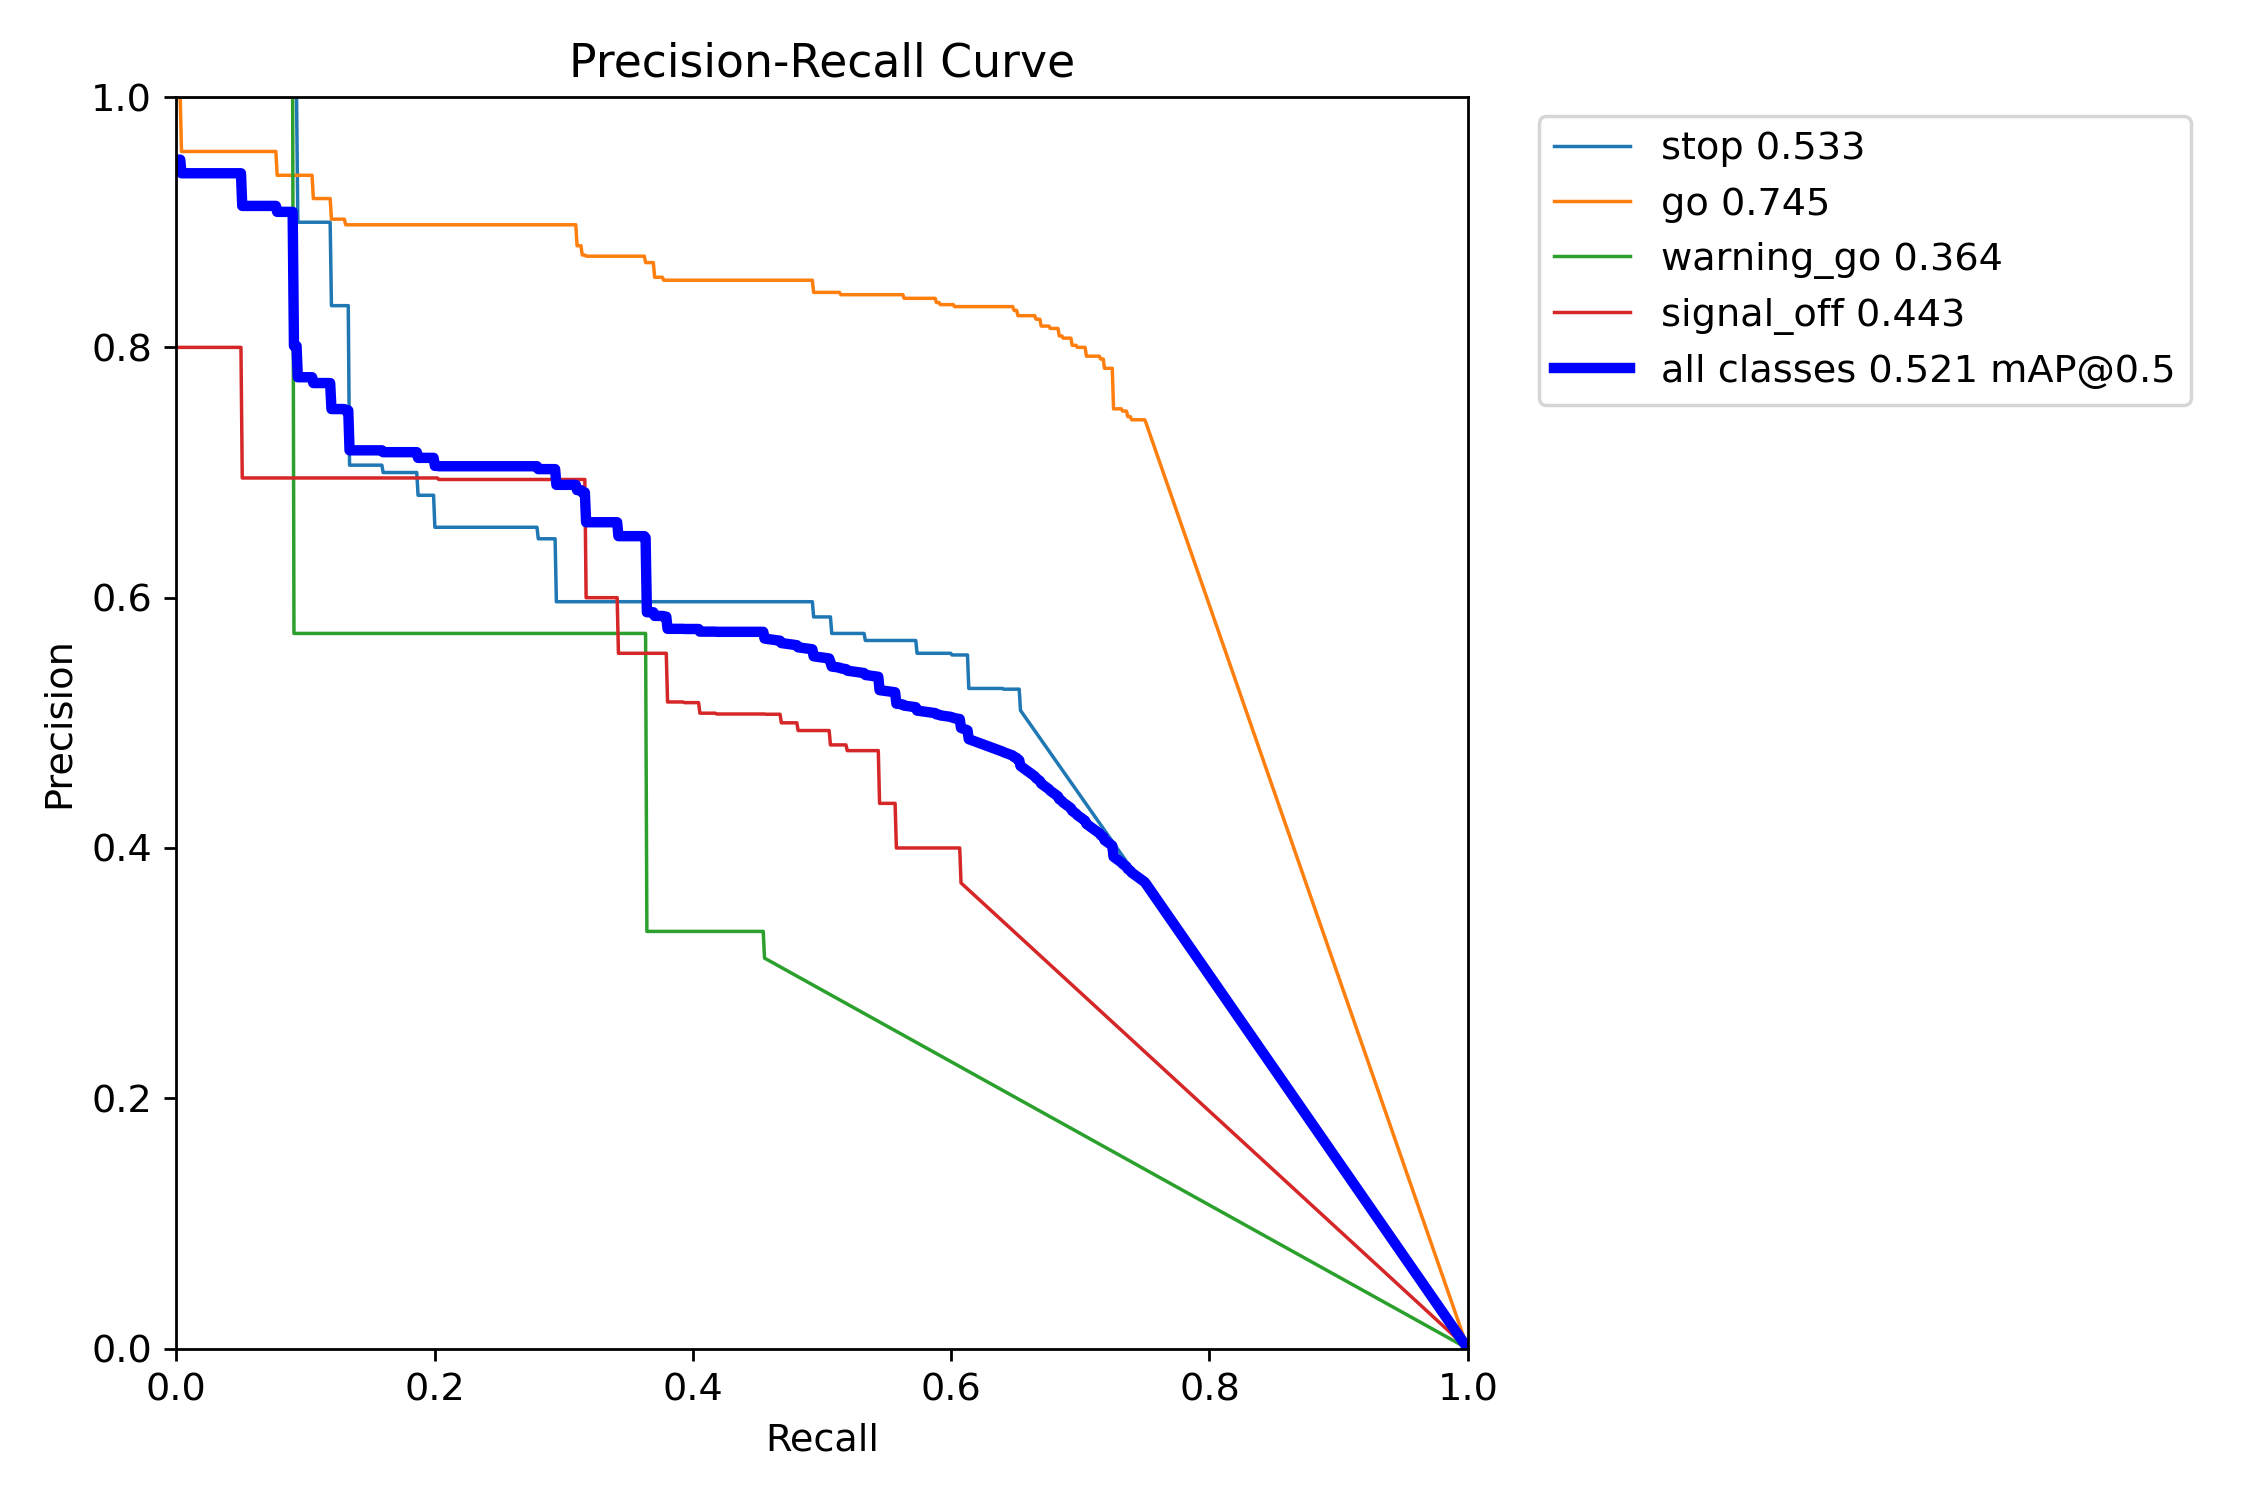 Precision-Recall Curve
1.0
0.8
0.6
0.4
0.2
0.0
Precision
0.0 0.2 0.4 0.6 0.8 1.0
Recall
stop 0.533
go 0.745
warning_go 0.364
signal_off 0.443
all classes 0.521 mAP@0.5